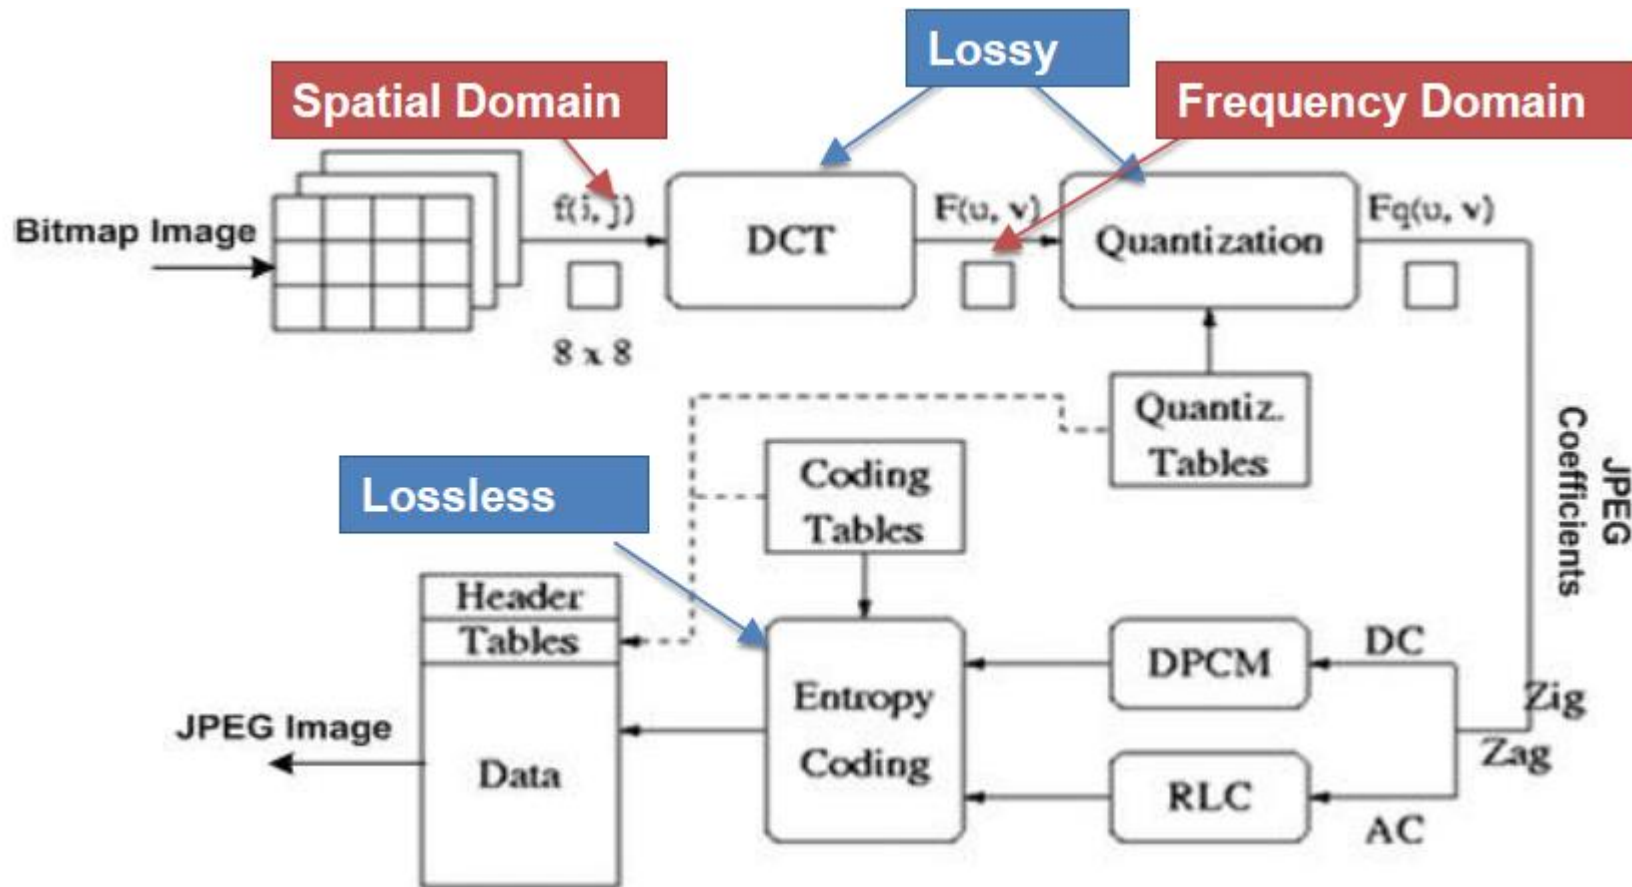 Lossy
Spatial Domain
Frequency Domain
Bitmap Image
f(i, j)
8 x 8
DCT
F(u, v)
Quantization
Fq(u, v)
Quantiz.
Tables
Coding
Tables
Lossless
JPEG
Coefficients
Header
Tables
Data
JPEG Image
Entropy
Coding
DPCM
RLC
DC
AC
Zig
Zag